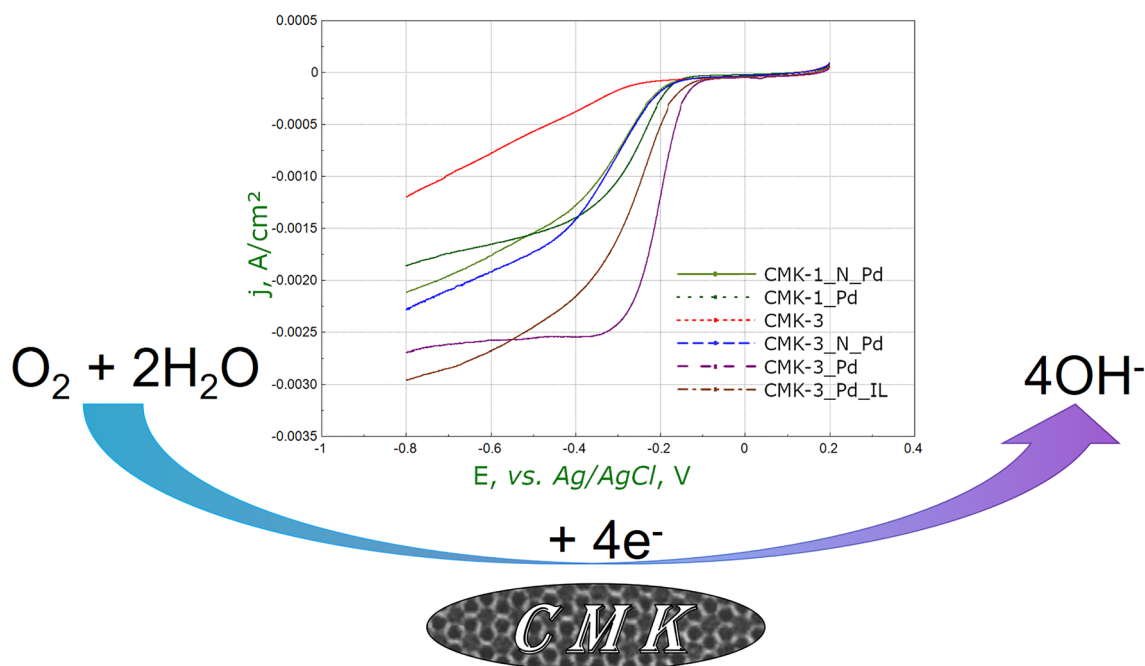 0.0005
0
-0.0005
-0.0010
-0.0015
-0.0020
-0.0025
-0.0030
-0.0035
j, A/cm²
-1
-0.8
-0.6
-0.4
-0.2
0
0.2
0.4
E, vs. Ag/AgCl, V
CMK-1_N_Pd
CMK-1_Pd
CMK-3
CMK-3_N_Pd
CMK-3_Pd
CMK-3_Pd_IL
O₂ + 2H₂O
4OH⁻
+ 4e⁻
CMK